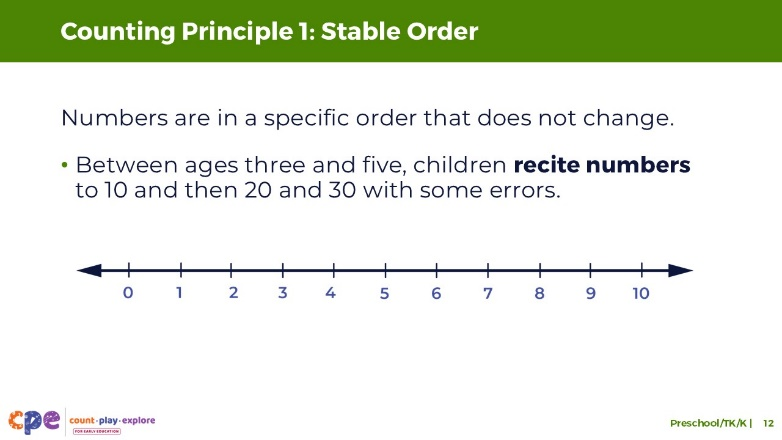 Counting Principle 1: Stable Order
Numbers are in a specific order that does not change.
• Between ages three and five, children recite numbers
to 10 and then 20 and 30 with some errors.
0 1 2 3 4 5 6 7 8 9 10
cpe count·play·explore
FOR EARLY EDUCATION
Preschool/TK/K | 12